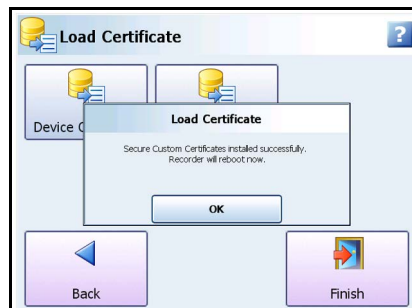 Load Certificate
?
Device C
Load Certificate
Secure Custom Certificates installed successfully.
Recorder will reboot now.
OK
Back
Finish